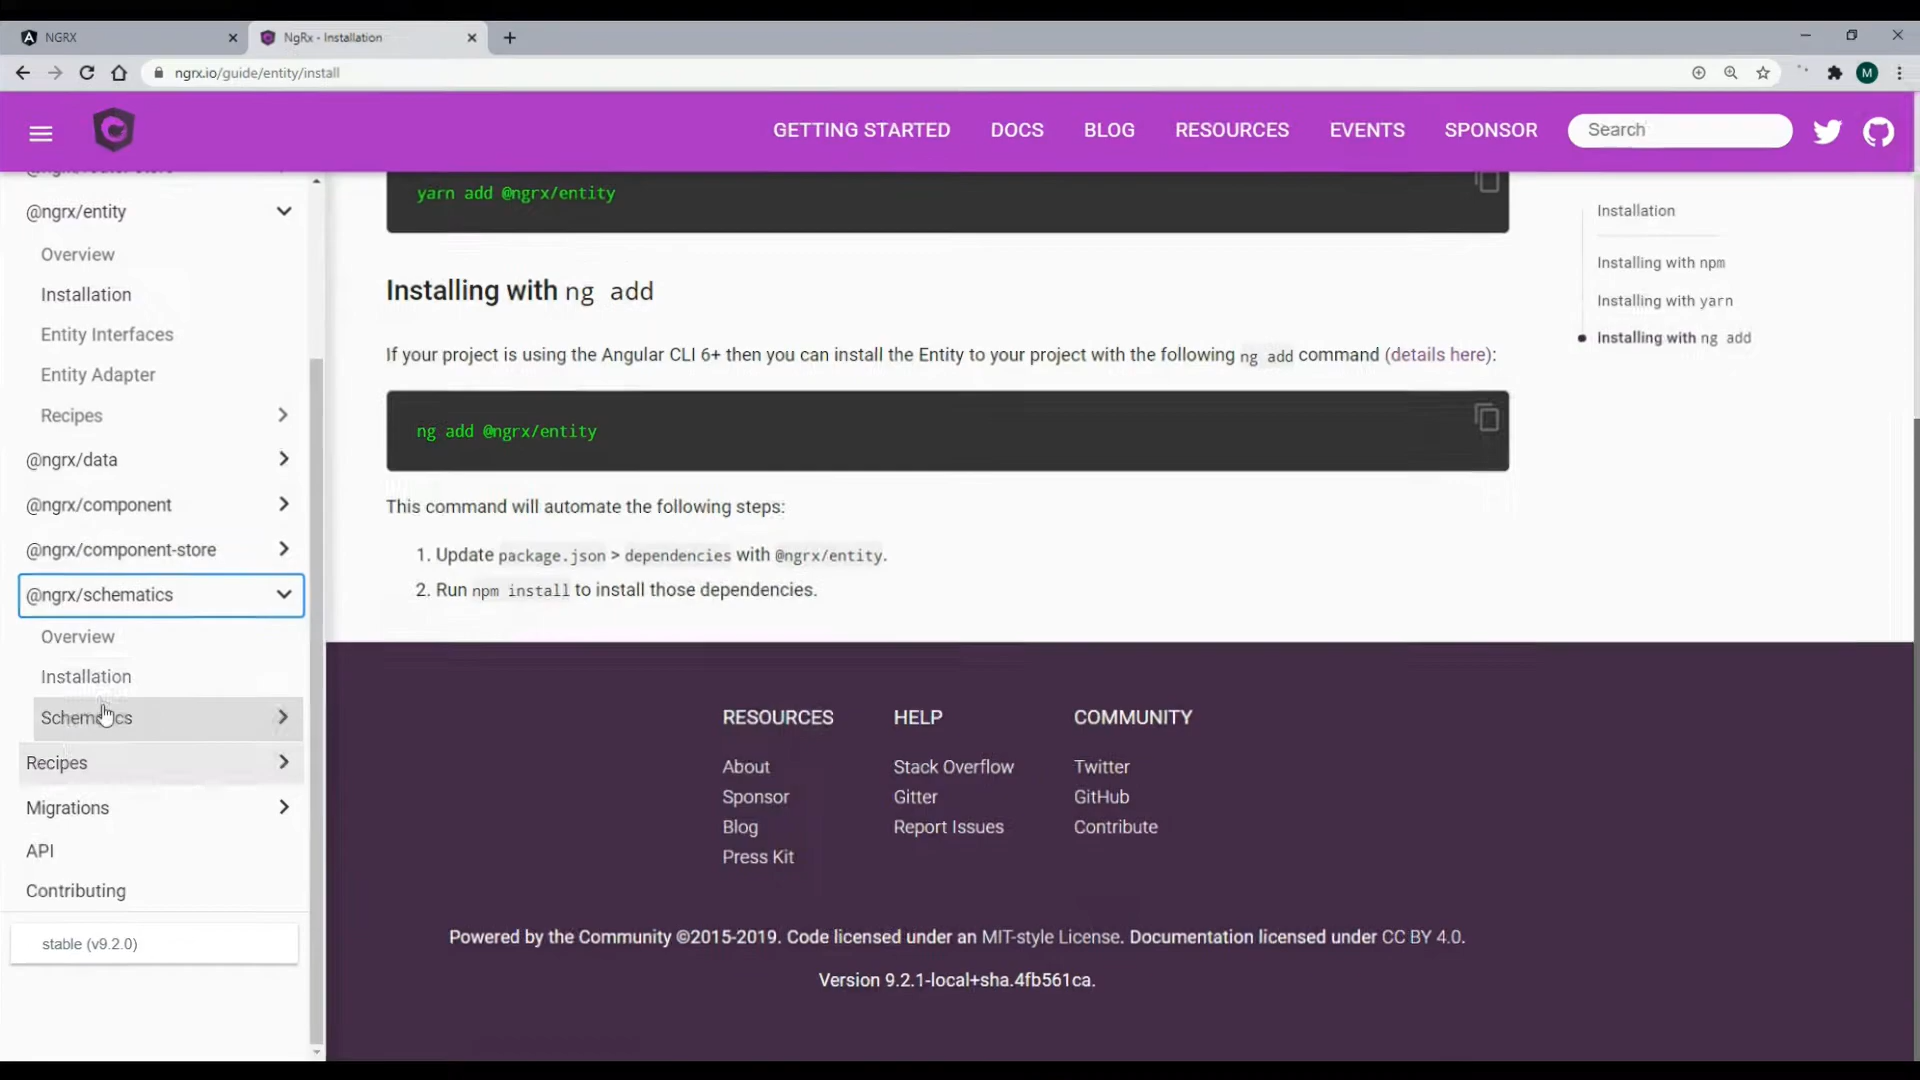 NGRX
NgRx - Installation
ngrx.io/guide/entity/install
M
GETTING STARTED
DOCS
BLOG
RESOURCES
EVENTS
SPONSOR
Search
@ngrx/entity
Overview
Installation
Entity Interfaces
Entity Adapter
Recipes
@ngrx/data
@ngrx/component
@ngrx/component-store
@ngrx/schematics
Overview
Installation
Schematics
Recipes
Migrations
API
Contributing
stable (v9.2.0)
yarn add @ngrx/entity
Installing with ng add
If your project is using the Angular CLI 6+ then you can install the Entity to your project with the following ng add command (details here):
ng add @ngrx/entity
This command will automate the following steps:
1. Update package.json > dependencies with @ngrx/entity.
2. Run npm install to install those dependencies.
Installation
Installing with npm
Installing with yarn
Installing with ng add
RESOURCES
About
Sponsor
Blog
Press Kit
HELP
Stack Overflow
Gitter
Report Issues
COMMUNITY
Twitter
GitHub
Contribute
Powered by the Community ©2015-2019. Code licensed under an MIT-style License. Documentation licensed under CC BY 4.0.
Version 9.2.1-local+sha.4fb561ca.